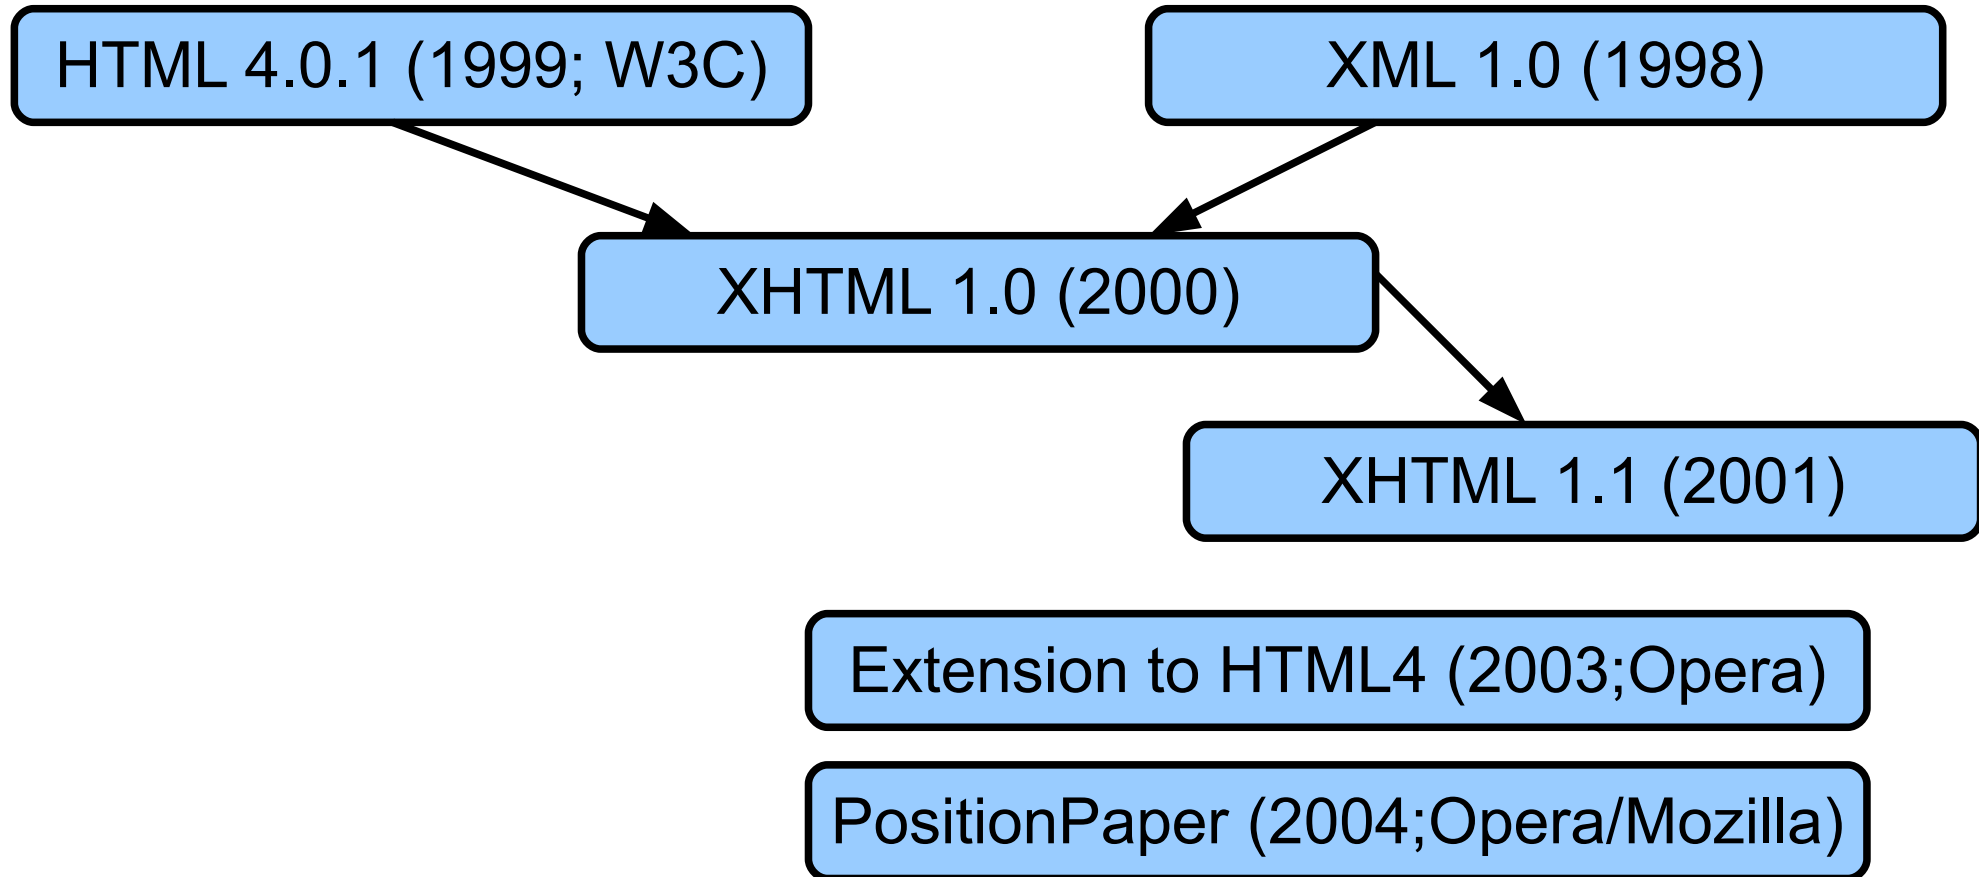 HTML 4.0.1 (1999; W3C)
XML 1.0 (1998)
XHTML 1.0 (2000)
XHTML 1.1 (2001)
Extension to HTML4 (2003;Opera)
PositionPaper (2004;Opera/Mozilla)